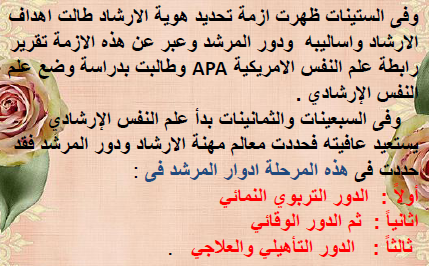 وفى الستينات ظهرت ازمة تحديد هوية الارشاد طالت اهداف
الارشاد واساليبه ودور المرشد وعبر عن هذه الازمة تقرير
رابطة علم النفس الامريكية APA وطالبت بدراسة وضع علم
النفس الإرشادي .
وفى السبعينات والثمانينات بدأ علم النفس الإرشادي
يستعيد عافيته فحددت معالم مهنة الارشاد ودور المرشد فقد
حددت فى هذه المرحلة ادوار المرشد فى :
اولاً : الدور التربوي النمائي
اثانياً : ثم الدور الوقائي
ثالثاً : الدور التأهيلي والعلاجي .